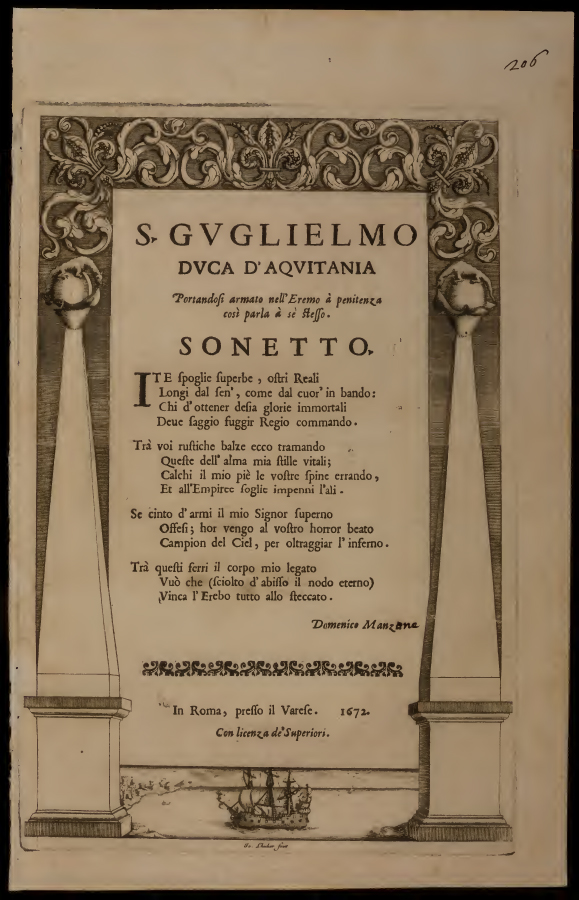 206
S. GVGLIELMO
DVCA D'AQVITANIA
Portandosi armato nell'Eremo à penitenza
così parla à sè ſteſſo.
SONETTO.
ITE ſpoglie ſuperbe, oſtri Reali
Longi dal ſen', come dal cuor' in bando:
Chi d'ottener deſia glorie immortali
Deue ſaggio fuggir Regio commando.
Trà voi ruſtiche balze ecco tramando
Queſte dell' alma mia ſtille vitali;
Calchi il mio piè le voſtre ſpine errando,
Et all'Empiree ſoglie impenni l'ali.
Se cinto d'armi il mio Signor ſuperno
Offeſi; hor vengo al voſtro horror beato
Campion del Ciel, per oltraggiar l' inferno.
Trà queſti ferri il corpo mio legato
Vuò che (ſciolto d'abiſſo il nodo eterno)
Vinca l'Erebo tutto allo ſteccato.
Domenico Manzone
In Roma, preſſo il Vareſe. 1672.
Con licenza de' Superiori.